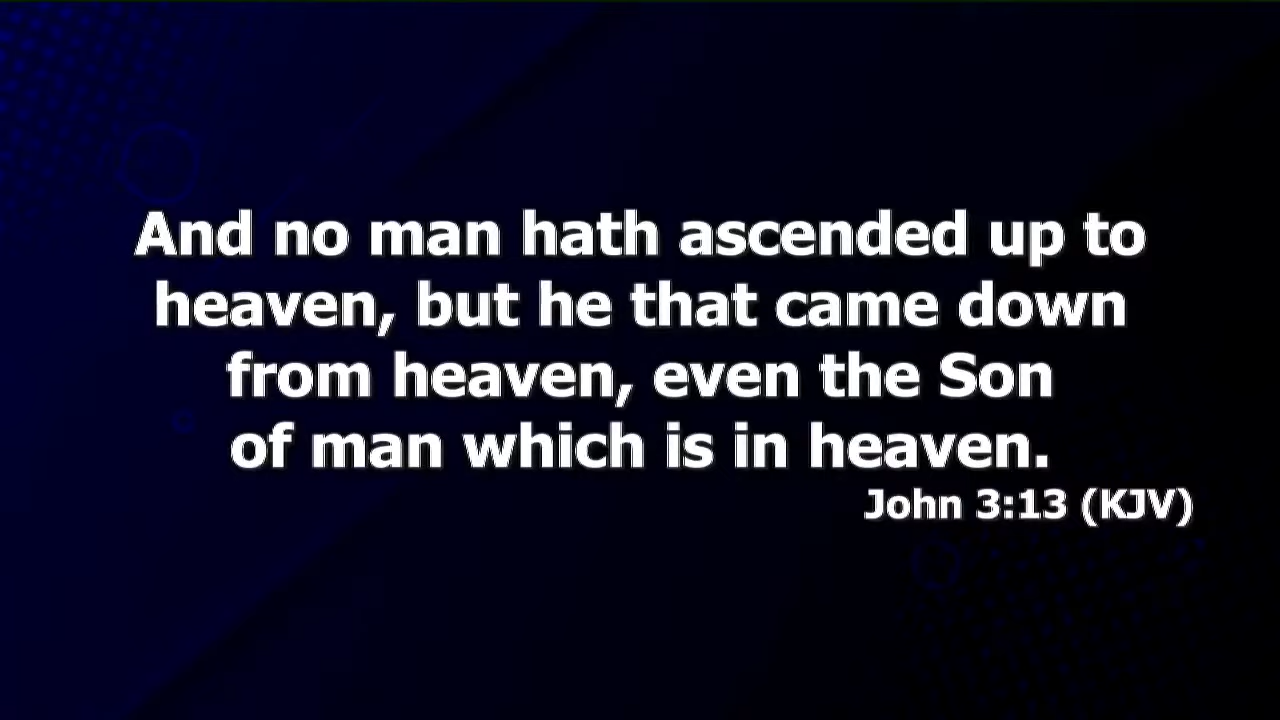 And no man hath ascended up to
heaven, but he that came down
from heaven, even the Son
of man which is in heaven.
John 3:13 (KJV)